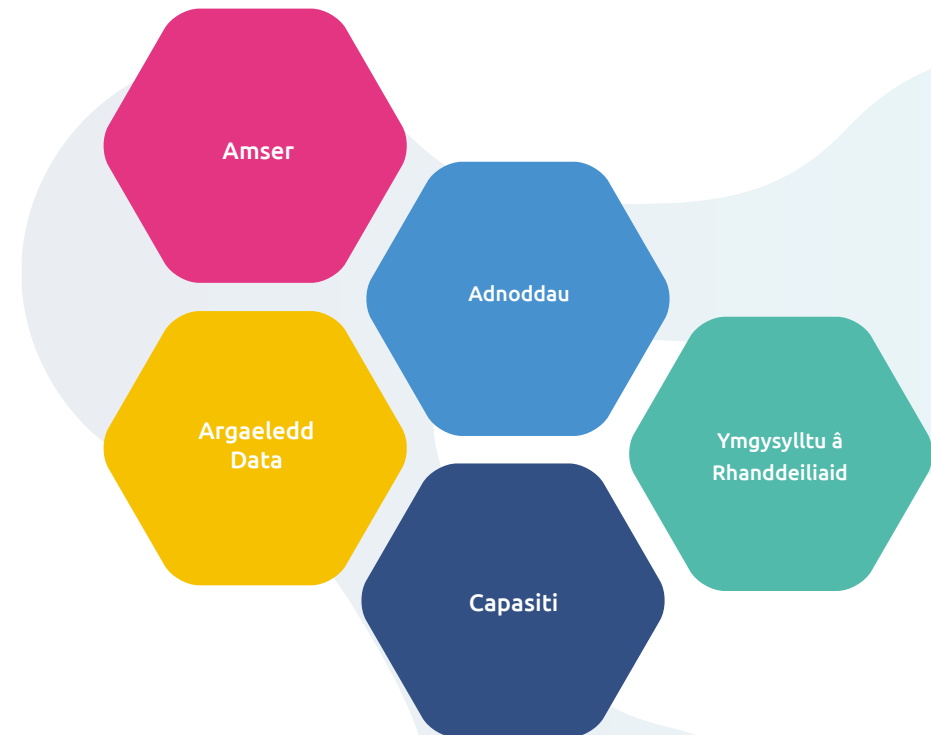 Amser
Adnoddau
Argaeledd
Data
Ymgysylltu â
Rhanddeiliaid
Capasiti